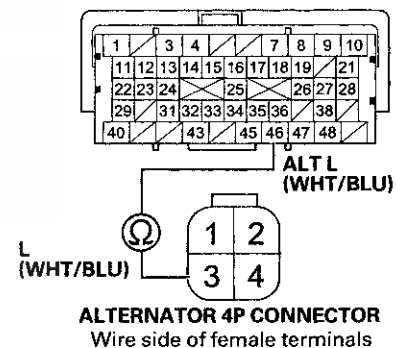 1 3 4 7 8 9 10
11 12 13 14 15 16 17 18 19 21
22 23 24 25 26 27 28
29 31 32 33 34 35 36 38
40 43 45 46 47 48
ALT L
(WHT/BLU)
Ω
L
(WHT/BLU)
1 2
3 4
ALTERNATOR 4P CONNECTOR
Wire side of female terminals